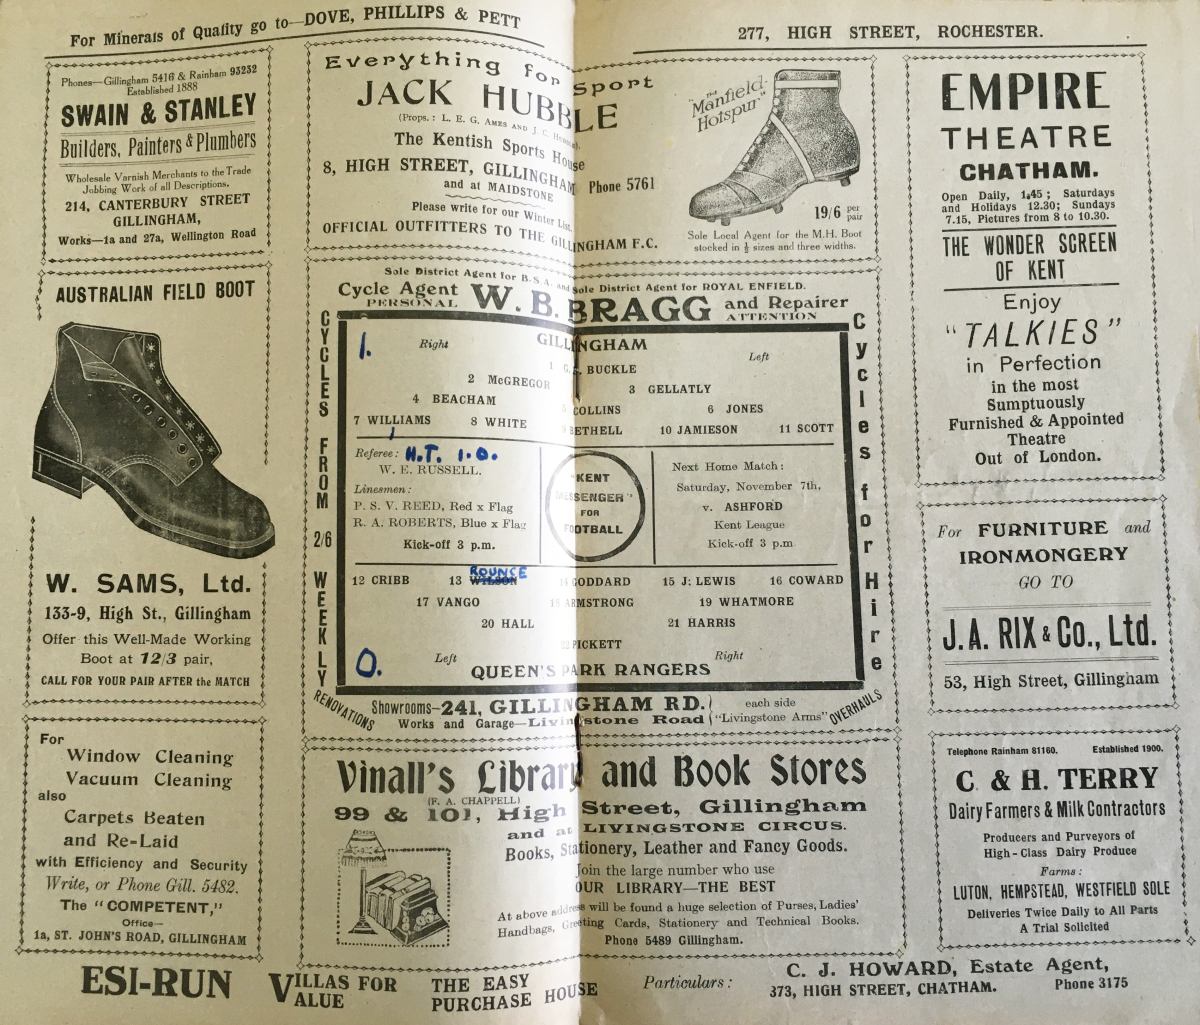 For Minerals of Quality go to—DOVE, PHILLIPS & PETT
277, HIGH STREET, ROCHESTER.
Phones—Gillingham 5416 & Rainham 93232
Established 1888
SWAIN & STANLEY
Builders, Painters & Plumbers
Wholesale Varnish Merchants to the Trade
Jobbing Work of all Descriptions.
214, CANTERBURY STREET
GILLINGHAM,
Works—1a and 27a, Wellington Road
AUSTRALIAN FIELD BOOT
W. SAMS, Ltd.
133-9, High St., Gillingham
Offer this Well-Made Working
Boot at 12/3 pair,
CALL FOR YOUR PAIR AFTER the MATCH
For
Window Cleaning
Vacuum Cleaning
also
Carpets Beaten
and Re-Laid
with Efficiency and Security
Write, or Phone Gill. 5482.
The "COMPETENT,"
Office—
1a, ST. JOHN'S ROAD, GILLINGHAM
Everything for Sport
JACK HUBBLE
(Props.: L. E. G. AMES AND J. C.
The Kentish Sports House
8, HIGH STREET, GILLINGHAM
Phone 5761
and at MAIDSTONE
Please write for our Winter List.
OFFICIAL OUTFITTERS TO THE GILLINGHAM F.C.
The
"Manfield-
Hotspur"
19/6 per pair
Sole Local Agent for the M.H. Boot
stocked in ½ sizes and three widths.
Sole District Agent for B.S.A. and Sole District Agent for ROYAL ENFIELD.
Cycle Agent W. B. BRAGG and Repairer
PERSONAL ATTENTION
CYCLES FROM 2/6 WEEKLY
Cycles for Hire
1.
Right GILLINGHAM Left
1 BUCKLE
2 McGREGOR 3 GELLATLY
4 BEACHAM COLLINS 6 JONES
7 WILLIAMS 8 WHITE BETHELL 10 JAMIESON 11 SCOTT
1
Referee: H.T. 1.0.
W. E. RUSSELL.
Linesmen:
P. S. V. REED, Red x Flag
R. A. ROBERTS, Blue x Flag
Kick-off 3 p.m.
"KENT
MESSENGER"
FOR
FOOTBALL
Next Home Match:
Saturday, November 7th,
v. ASHFORD
Kent League
Kick-off 3 p.m
ROUNCE
12 CRIBB 13 WILSON 14 GODDARD 15 J. LEWIS 16 COWARD
17 VANGO 18 ARMSTRONG 19 WHATMORE
20 HALL 21 HARRIS
22 PICKETT
0.
Left QUEEN'S PARK RANGERS Right
RENOVATIONS
Showrooms—241, GILLINGHAM RD. each side
Works and Garage—Livingstone Road "Livingstone Arms"
OVERHAULS
Vinall's Library and Book Stores
(F. A. CHAPPELL)
99 & 101, High Street, Gillingham
and at LIVINGSTONE CIRCUS.
Books, Stationery, Leather and Fancy Goods.
Join the large number who use
OUR LIBRARY—THE BEST
At above address will be found a huge selection of Purses, Ladies'
Handbags, Greeting Cards, Stationery and Technical Books.
Phone 5489 Gillingham.
EMPIRE
THEATRE
CHATHAM.
Open Daily, 1.45; Saturdays
and Holidays 12.30; Sundays
7.15, Pictures from 8 to 10.30.
THE WONDER SCREEN
OF KENT
Enjoy
"TALKIES"
in Perfection
in the most
Sumptuously
Furnished & Appointed
Theatre
Out of London.
For FURNITURE and
IRONMONGERY
GO TO
J.A. RIX & Co., Ltd.
53, High Street, Gillingham
Telephone Rainham 81160. Established 1900.
C. & H. TERRY
Dairy Farmers & Milk Contractors
Producers and Purveyors of
High-Class Dairy Produce
Farms:
LUTON, HEMPSTEAD, WESTFIELD SOLE
Deliveries Twice Daily to All Parts
A Trial Solicited
ESI-RUN VILLAS FOR VALUE THE EASY PURCHASE HOUSE
Particulars: C. J. HOWARD, Estate Agent,
373, HIGH STREET, CHATHAM. Phone 3175